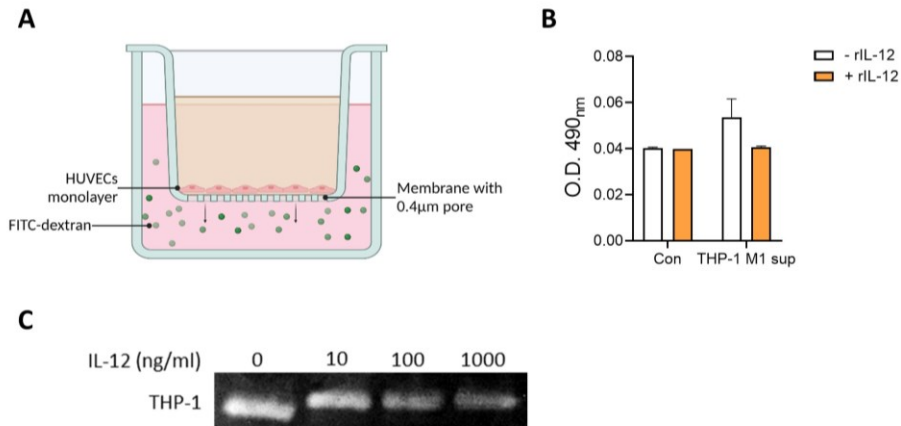 A
HUVECs
monolayer
FITC-dextran
Membrane with
0.4µm pore
B
0.08
0.06
0.04
0.02
0.00
O.D. 490nm
Con THP-1 M1 sup
- rIL-12
+ rIL-12
C
IL-12 (ng/ml) 0 10 100 1000
THP-1